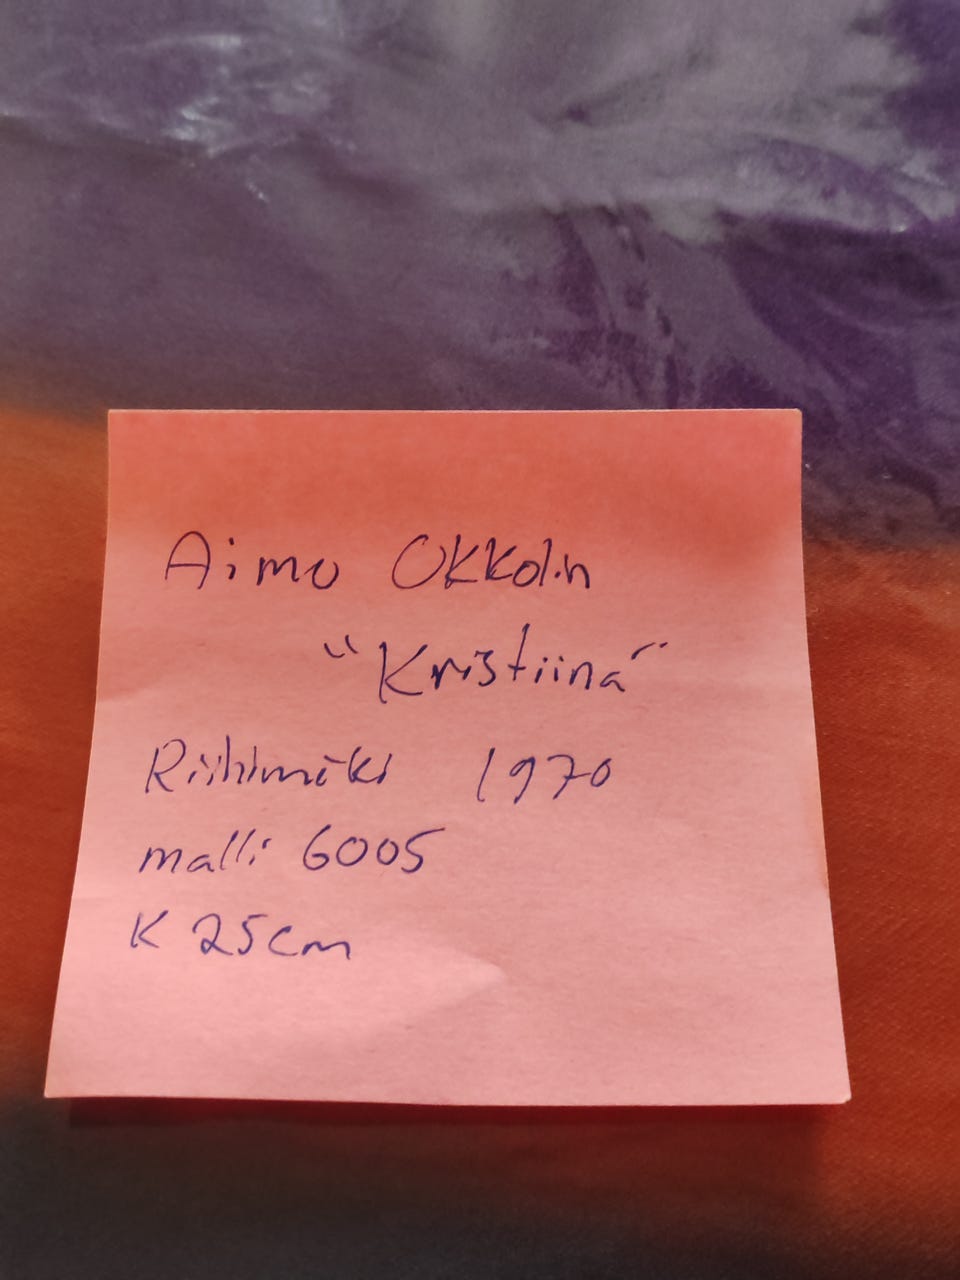 Aimo Okkolin
"Kristiina"
Riihimäki 1970
malli 6005
K 25cm